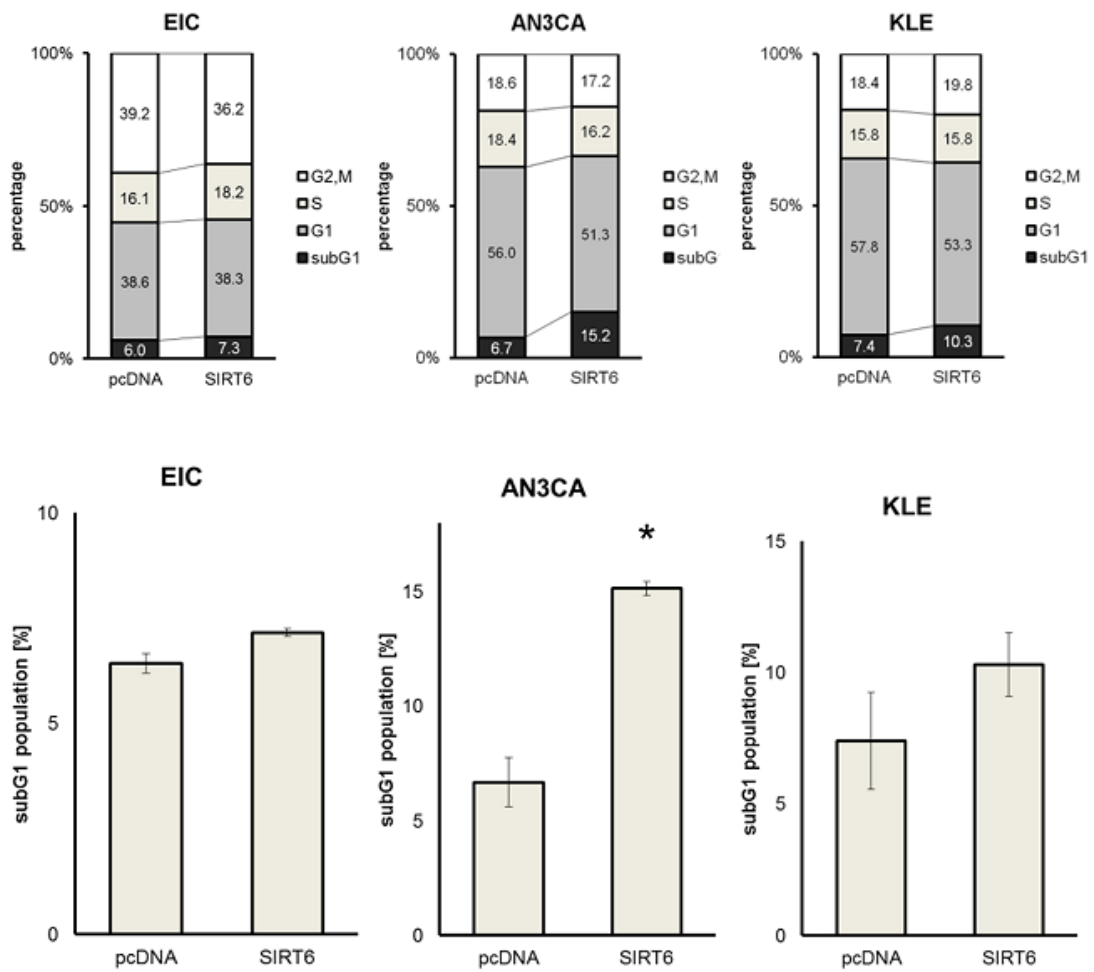 EIC
AN3CA
KLE
100%
50%
0%
percentage
39.2
36.2
16.1
18.2
38.6
38.3
6.0
7.3
pcDNA
SIRT6
G2,M
S
G1
subG1
100%
50%
0%
percentage
18.6
17.2
18.4
16.2
56.0
51.3
6.7
15.2
pcDNA
SIRT6
G2,M
S
G1
subG
100%
50%
0%
percentage
18.4
19.8
15.8
15.8
57.8
53.3
7.4
10.3
pcDNA
SIRT6
G2,M
S
G1
subG1
EIC
10
5
0
subG1 population [%]
pcDNA
SIRT6
AN3CA
*
15
10
5
0
subG1 population [%]
pcDNA
SIRT6
KLE
15
10
5
0
subG1 population [%]
pcDNA
SIRT6